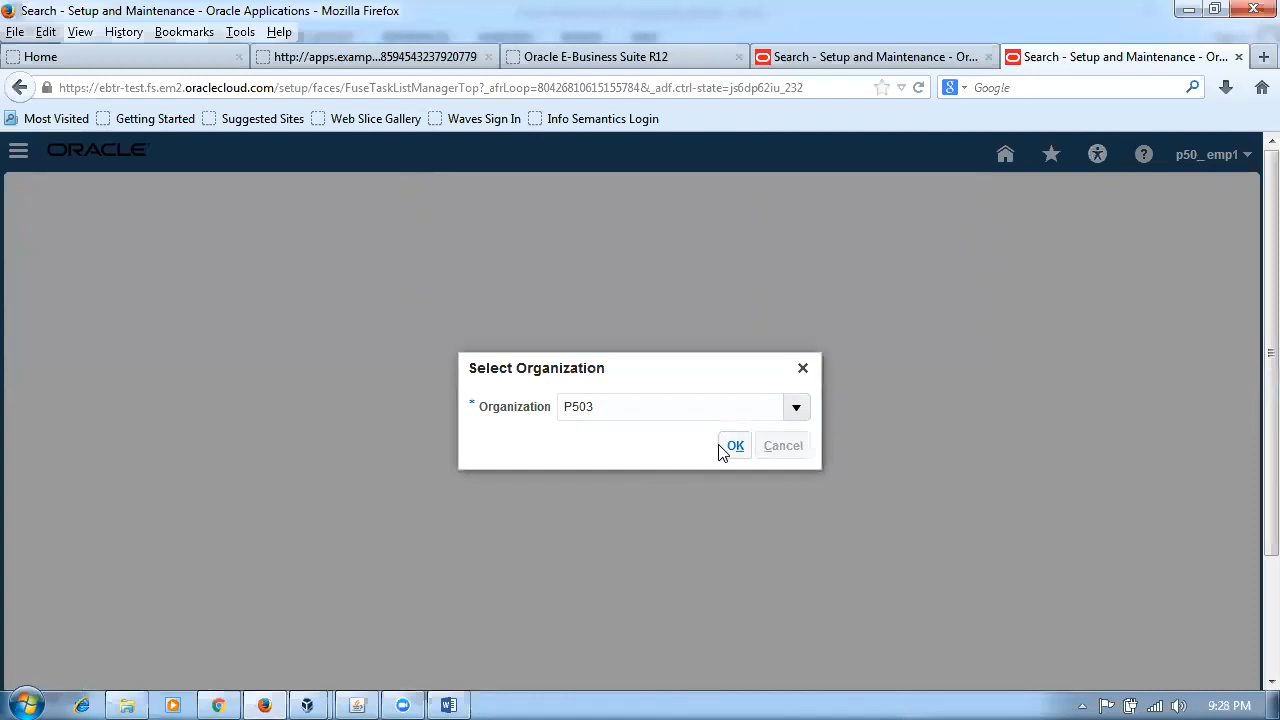 Search - Setup and Maintenance - Oracle Applications - Mozilla Firefox
File Edit View History Bookmarks Tools Help
Home http://apps.examp...8594543237920779 Oracle E-Business Suite R12 Search - Setup and Maintenance - Or... Search - Setup and Maintenance - Or...
https://ebtr-test.fs.em2.oraclecloud.com/setup/faces/FuseTaskListManagerTop?_afrLoop=80426810615155784&_adf.ctrl-state=js6dp62iu_232 Google
Most Visited Getting Started Suggested Sites Web Slice Gallery Waves Sign In Info Semantics Login
ORACLE p50_emp1
Select Organization
* Organization P503
OK Cancel
9:28 PM